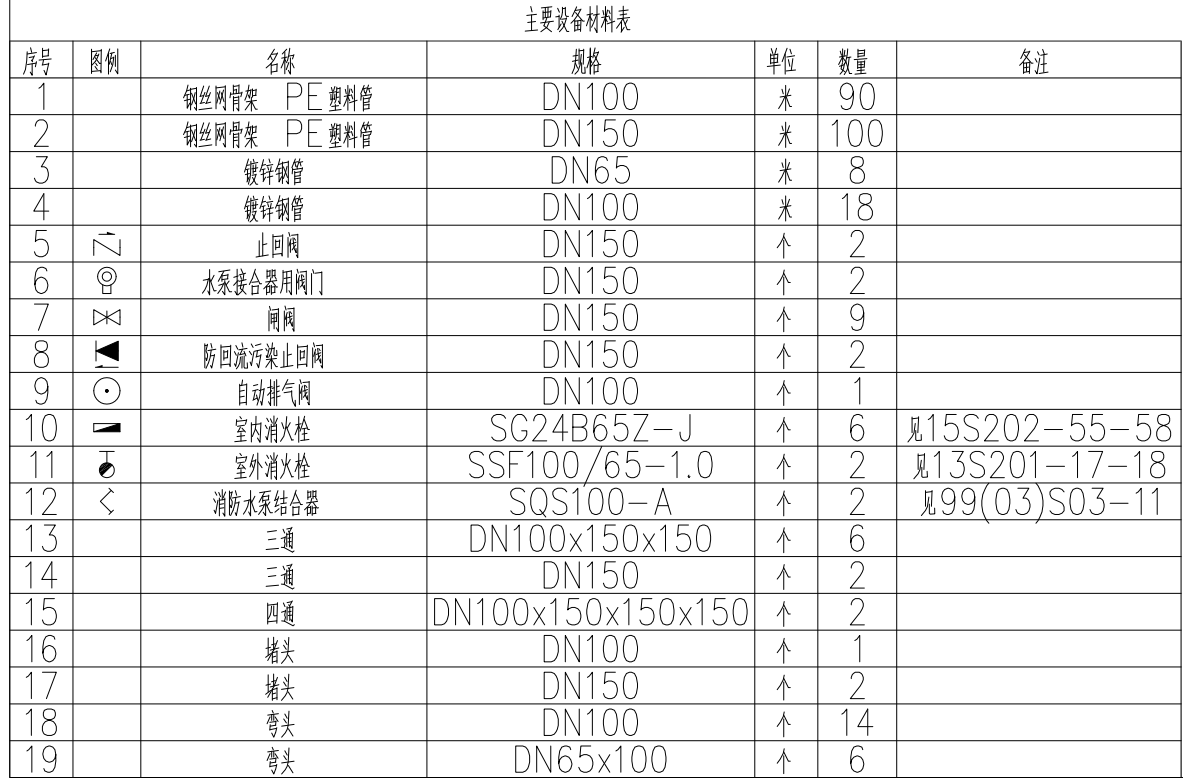 主要设备材料表
序号 图例 名称 规格 单位 数量 备注
1 钢丝网骨架 PE塑料管 DN100 米 90
2 钢丝网骨架 PE塑料管 DN150 米 100
3 镀锌钢管 DN65 米 8
4 镀锌钢管 DN100 米 18
5 止回阀 DN150 个 2
6 水泵接合器用阀门 DN150 个 2
7 闸阀 DN150 个 9
8 防回流污染止回阀 DN150 个 2
9 自动排气阀 DN100 个 1
10 室内消火栓 SG24B65Z-J 个 6 见15S202-55-58
11 室外消火栓 SSF100/65-1.0 个 2 见13S201-17-18
12 消防水泵结合器 SQS100-A 个 2 见99(03)S03-11
13 三通 DN100x150x150 个 6
14 三通 DN150 个 2
15 四通 DN100x150x150x150 个 2
16 堵头 DN100 个 1
17 堵头 DN150 个 2
18 弯头 DN100 个 14
19 弯头 DN65x100 个 6